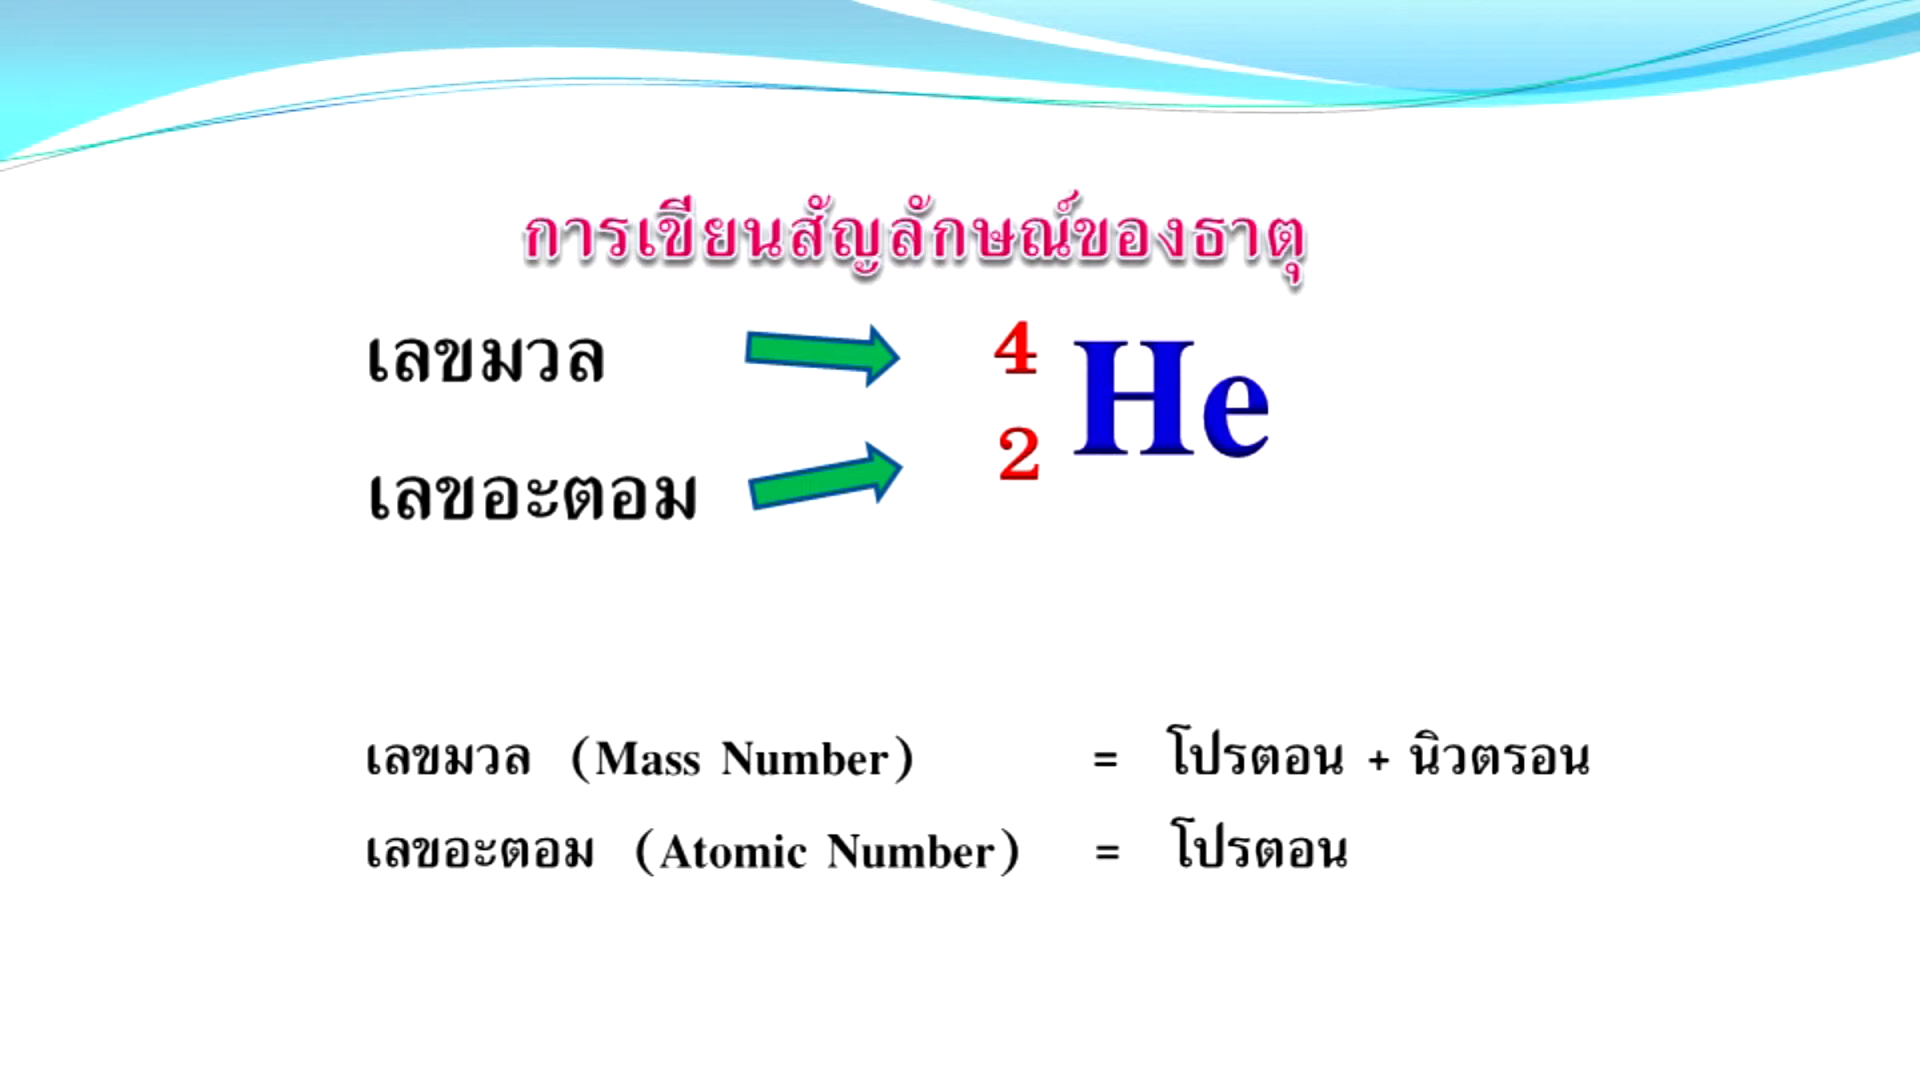 การเขียนสัญลักษณ์ของธาตุ
เลขมวล 4 He
เลขอะตอม 2
เลขมวล (Mass Number) = โปรตอน + นิวตรอน
เลขอะตอม (Atomic Number) = โปรตอน